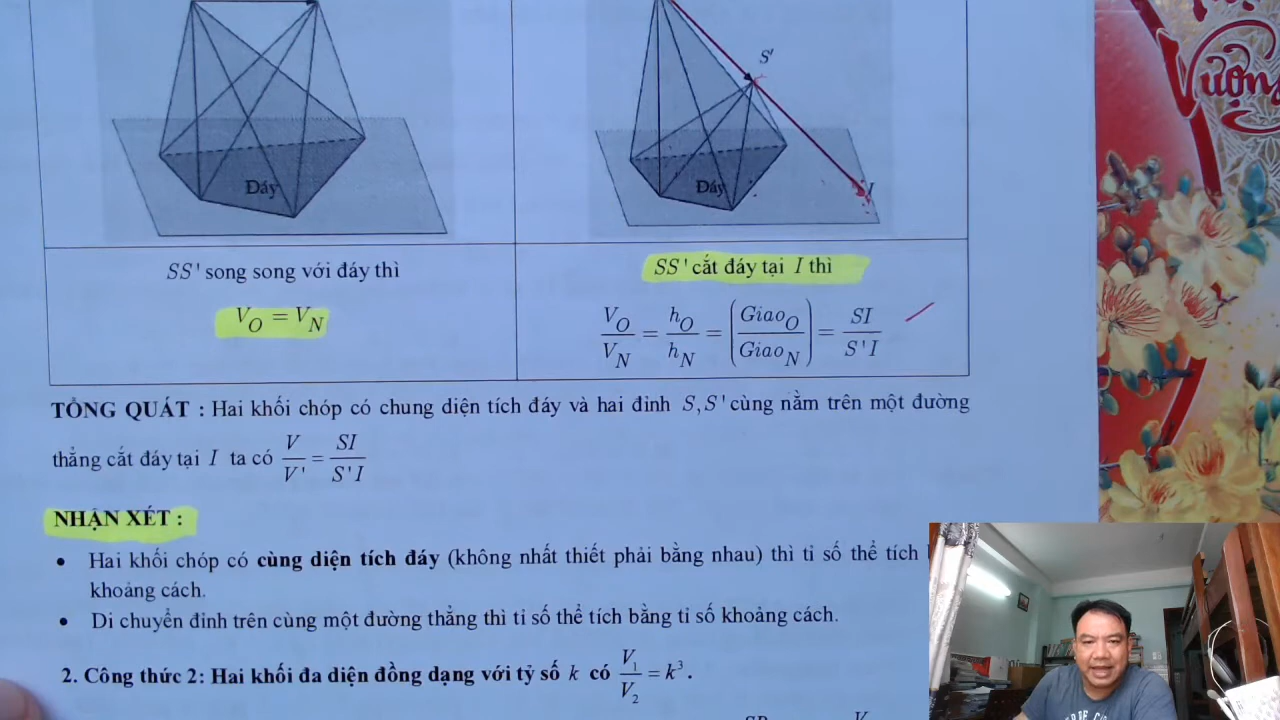 S'
Đáy
Đáy
I
SS' song song với đáy thì
V_O = V_N
SS' cắt đáy tại I thì
V_O / V_N = h_O / h_N = (Giao_O / Giao_N) = SI / S'I
TỔNG QUÁT : Hai khối chóp có chung diện tích đáy và hai đỉnh S, S' cùng nằm trên một đường
thẳng cắt đáy tại I ta có V / V' = SI / S'I
NHẬN XÉT :
• Hai khối chóp có cùng diện tích đáy (không nhất thiết phải bằng nhau) thì tỉ số thể tích
khoảng cách.
• Di chuyển đỉnh trên cùng một đường thẳng thì tỉ số thể tích bằng tỉ số khoảng cách.
2. Công thức 2: Hai khối đa diện đồng dạng với tỷ số k có V₁ / V₂ = k³.
Vượng